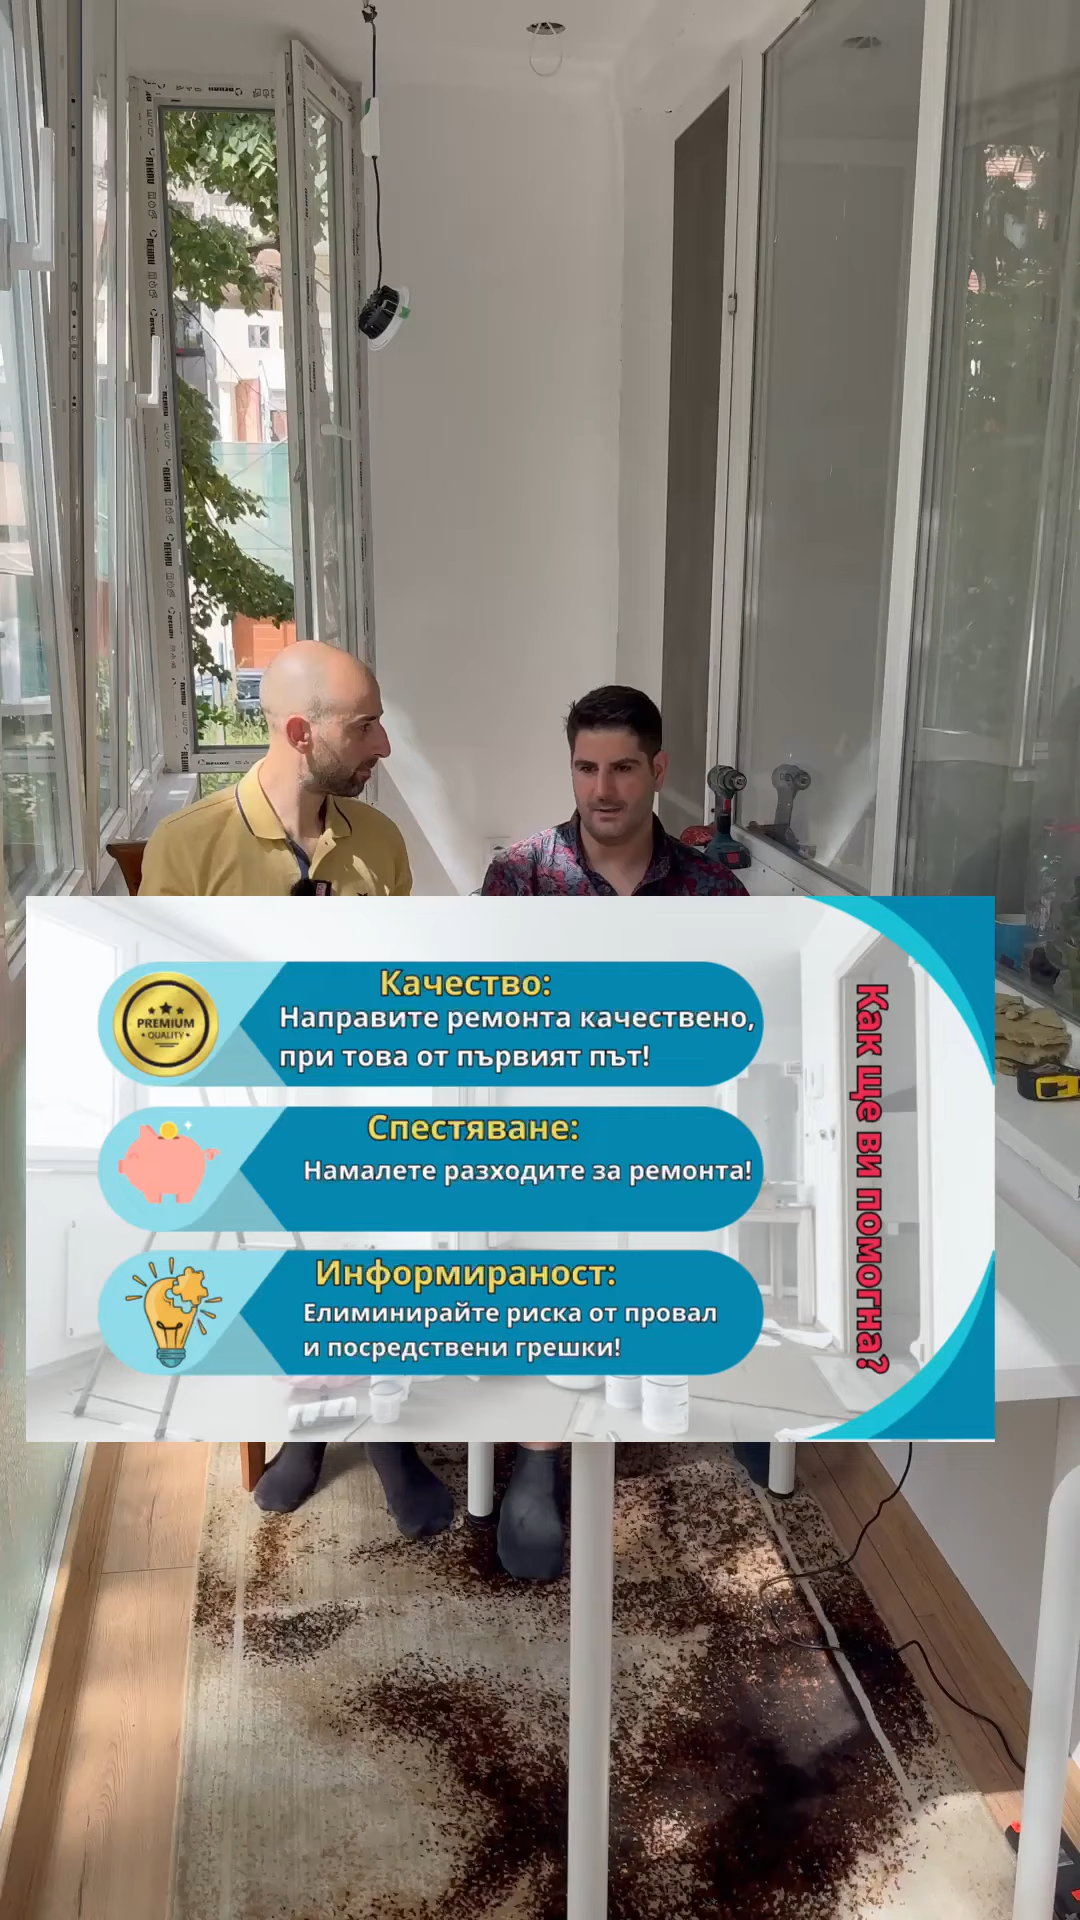 REHAU
Качество:
Направите ремонта качествено,
при това от първият път!
PREMIUM
QUALITY
Спестяване:
Намалете разходите за ремонта!
Информираност:
Елиминирайте риска от провал
и посредствени грешки!
Как ще ви помогна?